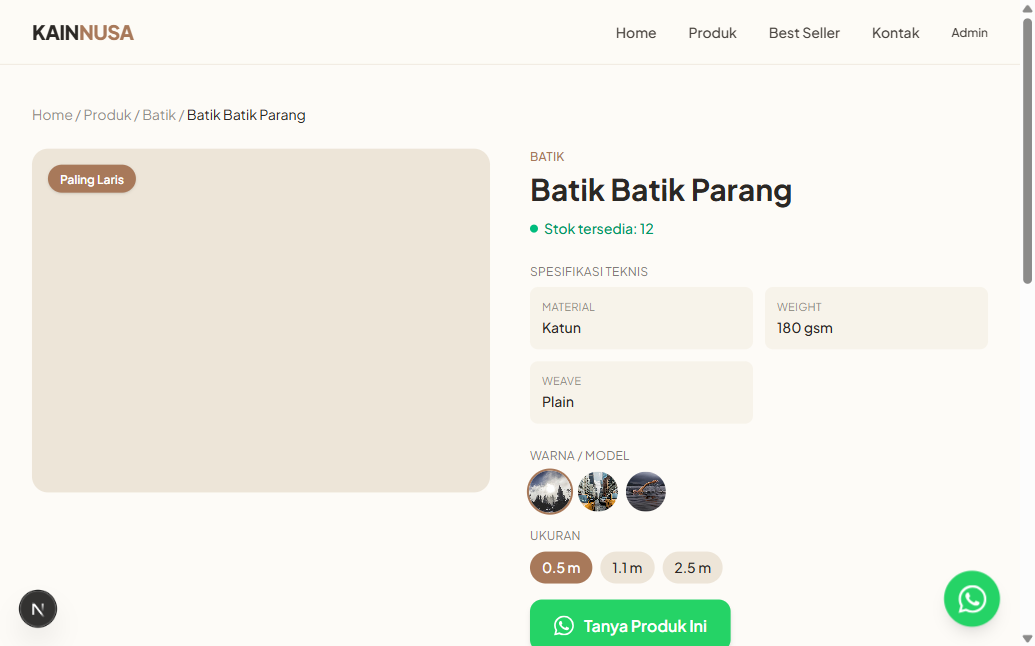 KAINNUSA
Home Produk Best Seller Kontak Admin
Home / Produk / Batik / Batik Batik Parang
Paling Laris
BATIK
Batik Batik Parang
Stok tersedia: 12
SPESIFIKASI TEKNIS
MATERIAL
Katun
WEIGHT
180 gsm
WEAVE
Plain
WARNA / MODEL
UKURAN
0.5 m 1.1 m 2.5 m
Tanya Produk Ini
N